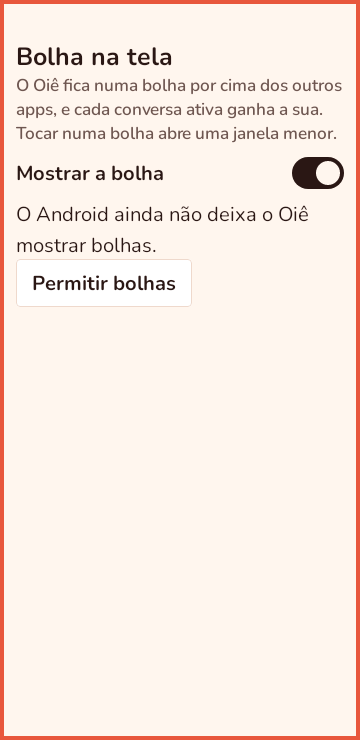 Bolha na tela
O Oiê fica numa bolha por cima dos outros
apps, e cada conversa ativa ganha a sua.
Tocar numa bolha abre uma janela menor.
Mostrar a bolha
O Android ainda não deixa o Oiê
mostrar bolhas.
Permitir bolhas